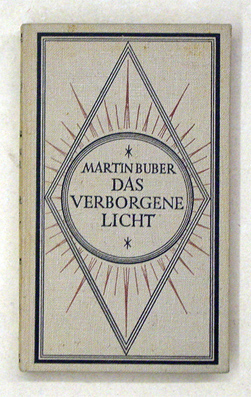 MARTIN BUBER
DAS
VERBORGENE
LICHT